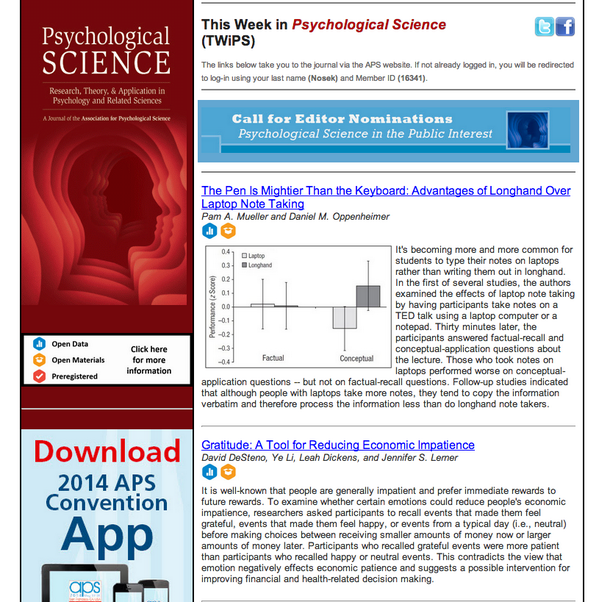 Psychological
SCIENCE
Research, Theory, & Application in
Psychology and Related Sciences
A Journal of the Association for Psychological Science
Open Data
Open Materials
Preregistered
Click here
for more
information
Download
2014 APS
Convention
App
aps
This Week in Psychological Science
(TWiPS)
The links below take you to the journal via the APS website. If not already logged in, you will be redirected
to log-in using your last name (Nosek) and Member ID (16341).
Call for Editor Nominations
Psychological Science in the Public Interest
The Pen Is Mightier Than the Keyboard: Advantages of Longhand Over
Laptop Note Taking
Pam A. Mueller and Daniel M. Oppenheimer
Performance (z Score)
0.4
0.3
0.2
0.1
0.0
–0.1
–0.2
–0.3
–0.4
Laptop
Longhand
Factual
Conceptual
It's becoming more and more common for
students to type their notes on laptops
rather than writing them out in longhand.
In the first of several studies, the authors
examined the effects of laptop note taking
by having participants take notes on a
TED talk using a laptop computer or a
notepad. Thirty minutes later, the
participants answered factual-recall and
conceptual-application questions about
the lecture. Those who took notes on
laptops performed worse on conceptual-
application questions -- but not on factual-recall questions. Follow-up studies indicated
that although people with laptops take more notes, they tend to copy the information
verbatim and therefore process the information less than do longhand note takers.
Gratitude: A Tool for Reducing Economic Impatience
David DeSteno, Ye Li, Leah Dickens, and Jennifer S. Lerner
It is well-known that people are generally impatient and prefer immediate rewards to
future rewards. To examine whether certain emotions could reduce people's economic
impatience, researchers asked participants to recall events that made them feel
grateful, events that made them feel happy, or events from a typical day (i.e., neutral)
before making choices between receiving smaller amounts of money now or larger
amounts of money later. Participants who recalled grateful events were more patient
than participants who recalled happy or neutral events. This contradicts the view that
emotion negatively effects economic patience and suggests a possible intervention for
improving financial and health-related decision making.